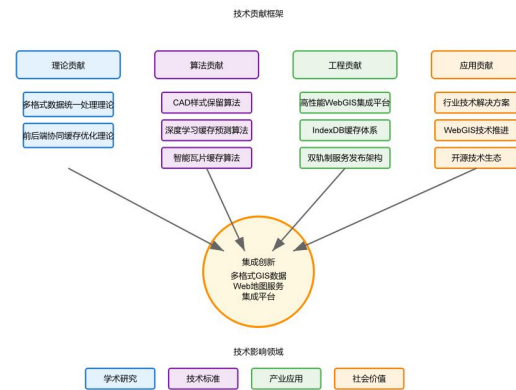 技术贡献框架
理论贡献
算法贡献
工程贡献
应用贡献
多格式数据统一处理理论
CAD样式保留算法
高性能WebGIS集成平台
行业技术解决方案
前后端协同缓存优化理论
深度学习缓存预测算法
IndexDB缓存体系
WebGIS技术推进
智能瓦片缓存算法
双轨制服务发布架构
开源技术生态
集成创新
多格式GIS数据
Web地图服务
集成平台
技术影响领域
学术研究
技术标准
产业应用
社会价值